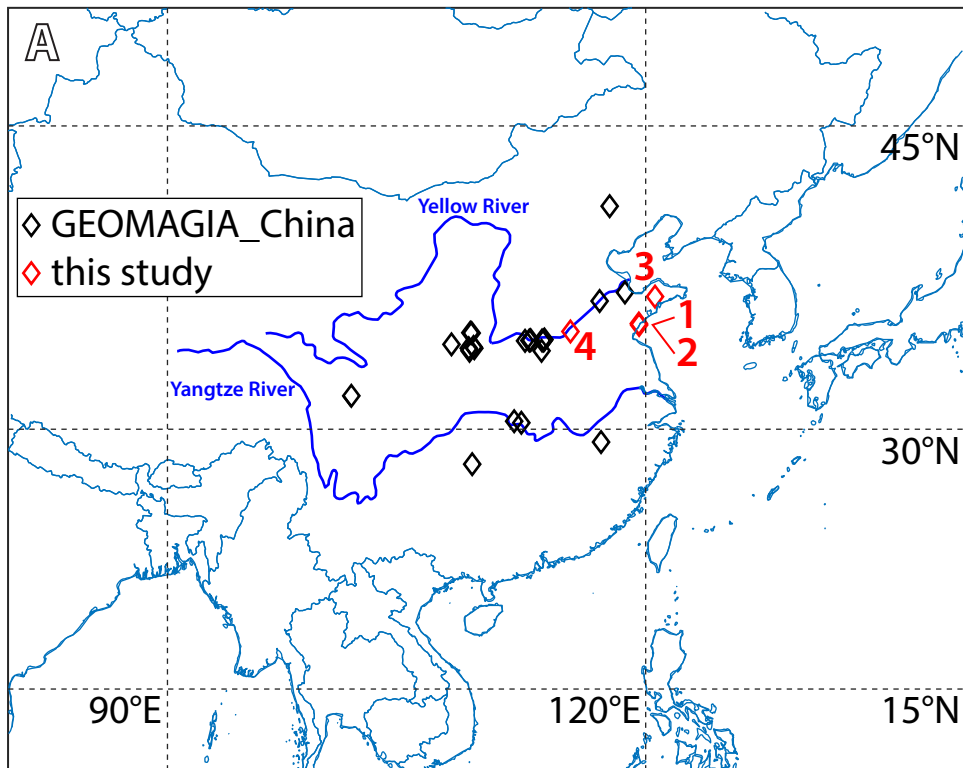 A
45°N
GEOMAGIA_China
this study
Yellow River
3
1
4
2
Yangtze River
30°N
90°E
120°E
15°N